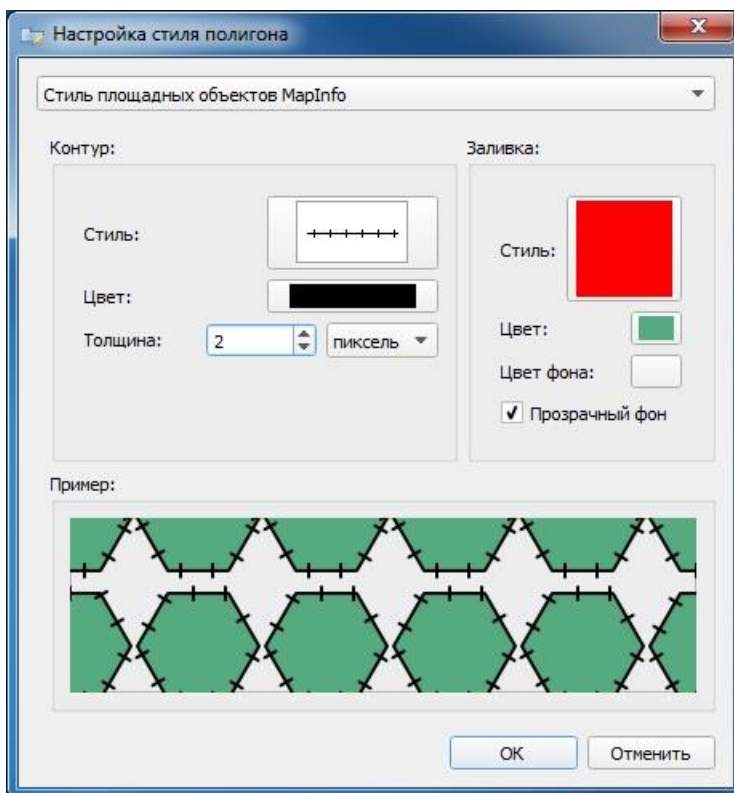 Настройка стиля полигона
Стиль площадных объектов MapInfo
Контур:
Заливка:
Стиль:
Стиль:
Цвет:
Толщина:
2
пиксель
Цвет:
Цвет фона:
Прозрачный фон
Пример:
ОК
Отменить